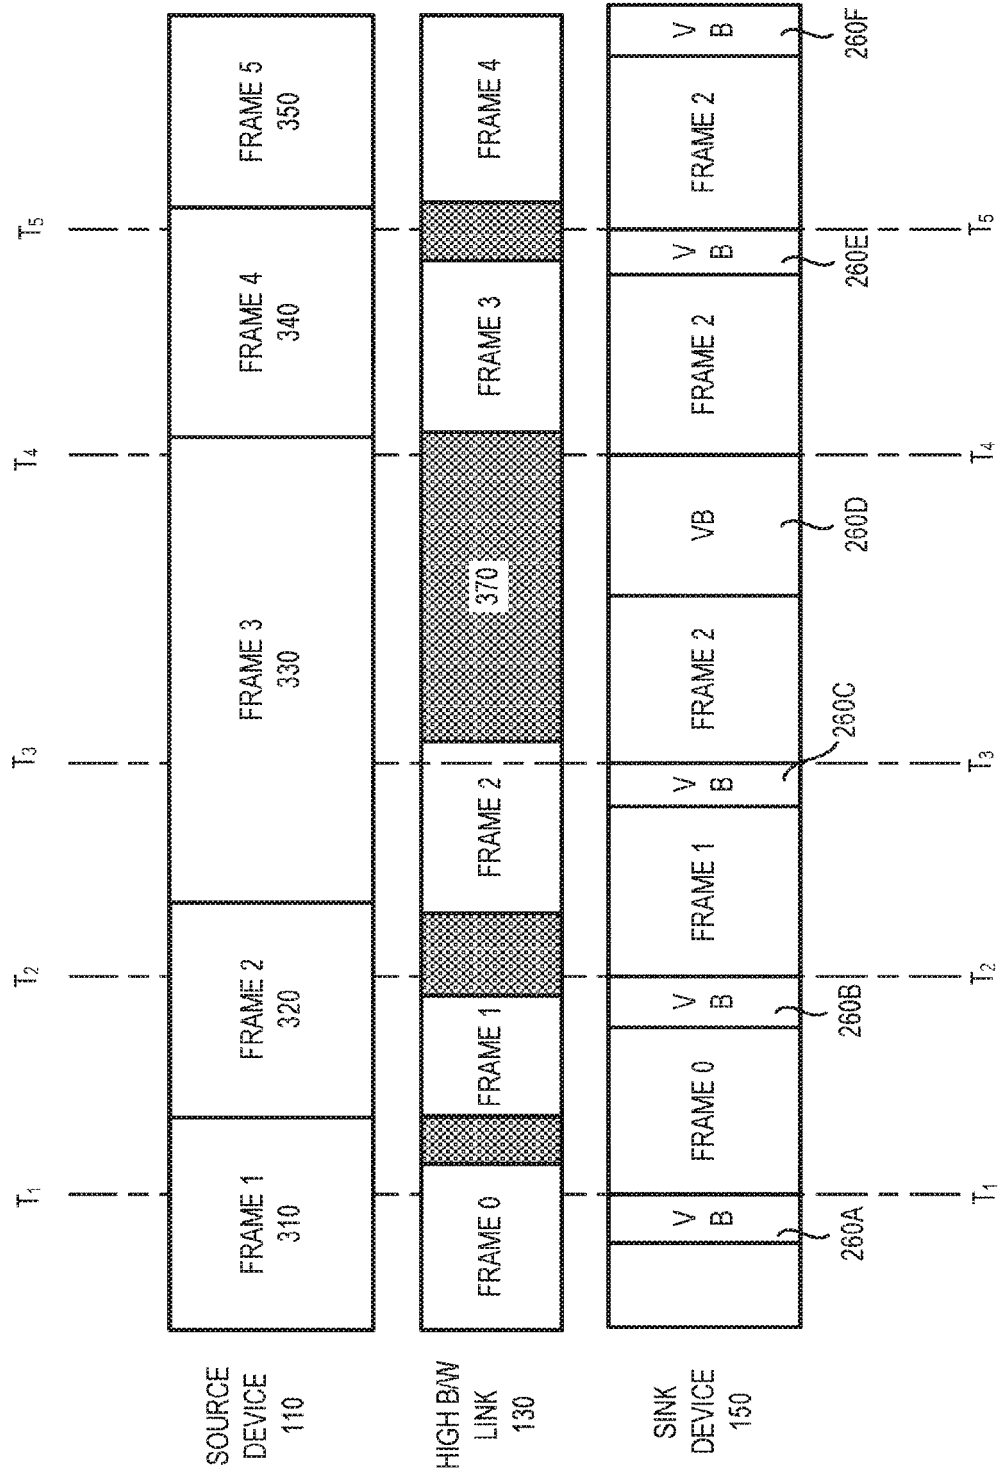 T1
T2
T3
T4
T5
SOURCE
DEVICE
110
FRAME 1
310
FRAME 2
320
FRAME 3
330
FRAME 4
340
FRAME 5
350
HIGH B/W
LINK
130
FRAME 0
FRAME 1
FRAME 2
370
FRAME 3
FRAME 4
SINK
DEVICE
150
V
B
FRAME 0
V
B
FRAME 1
V
B
FRAME 2
VB
FRAME 2
V
B
FRAME 2
V
B
260A
260B
260C
260D
260E
260F
T1
T2
T3
T4
T5